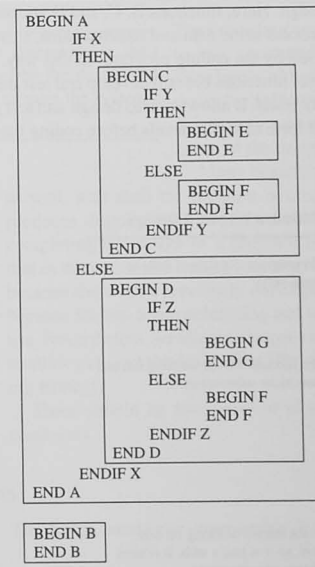 BEGIN A
IF X
THEN
BEGIN C
IF Y
THEN
BEGIN E
END E
ELSE
BEGIN F
END F
ENDIF Y
END C
ELSE
BEGIN D
IF Z
THEN
BEGIN G
END G
ELSE
BEGIN F
END F
ENDIF Z
END D
ENDIF X
END A
BEGIN B
END B